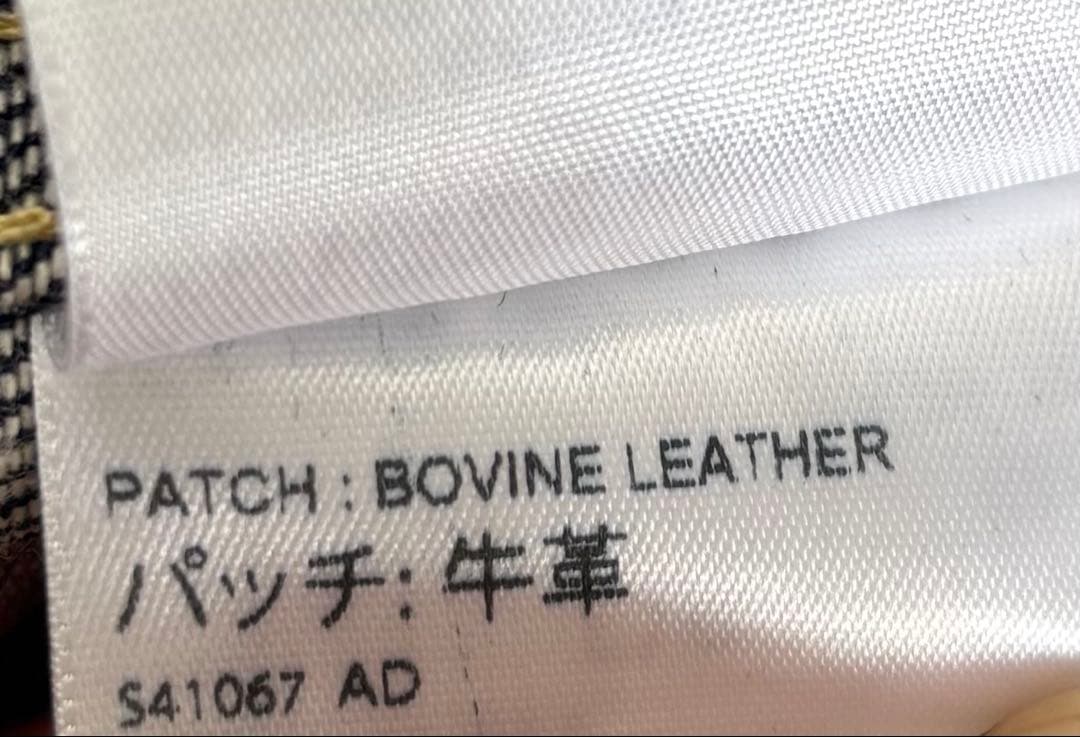 PATCH : BOVINE LEATHER
パッチ: 牛革
S41067 AD